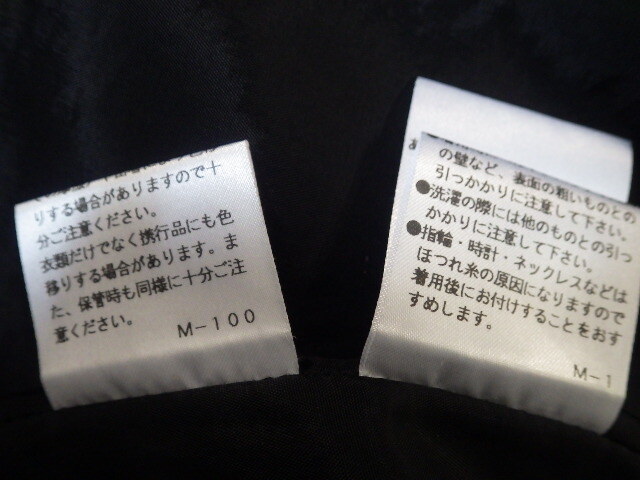 りする場合がありますので十
分ご注意ください。
衣類だけでなく携行品にも色
移りする場合があります。ま
た、保管時も同様に十分ご注
意ください。
M-100
あ
の壁など、表面の粗いものとの
引っかかりに注意して下さい。
●洗濯の際には他のものとの引っ
かかりに注意して下さい。
●指輪・時計・ネックレスなどは
ほつれ糸の原因になりますので
着用後にお付けすることをおす
すめします。
M-1